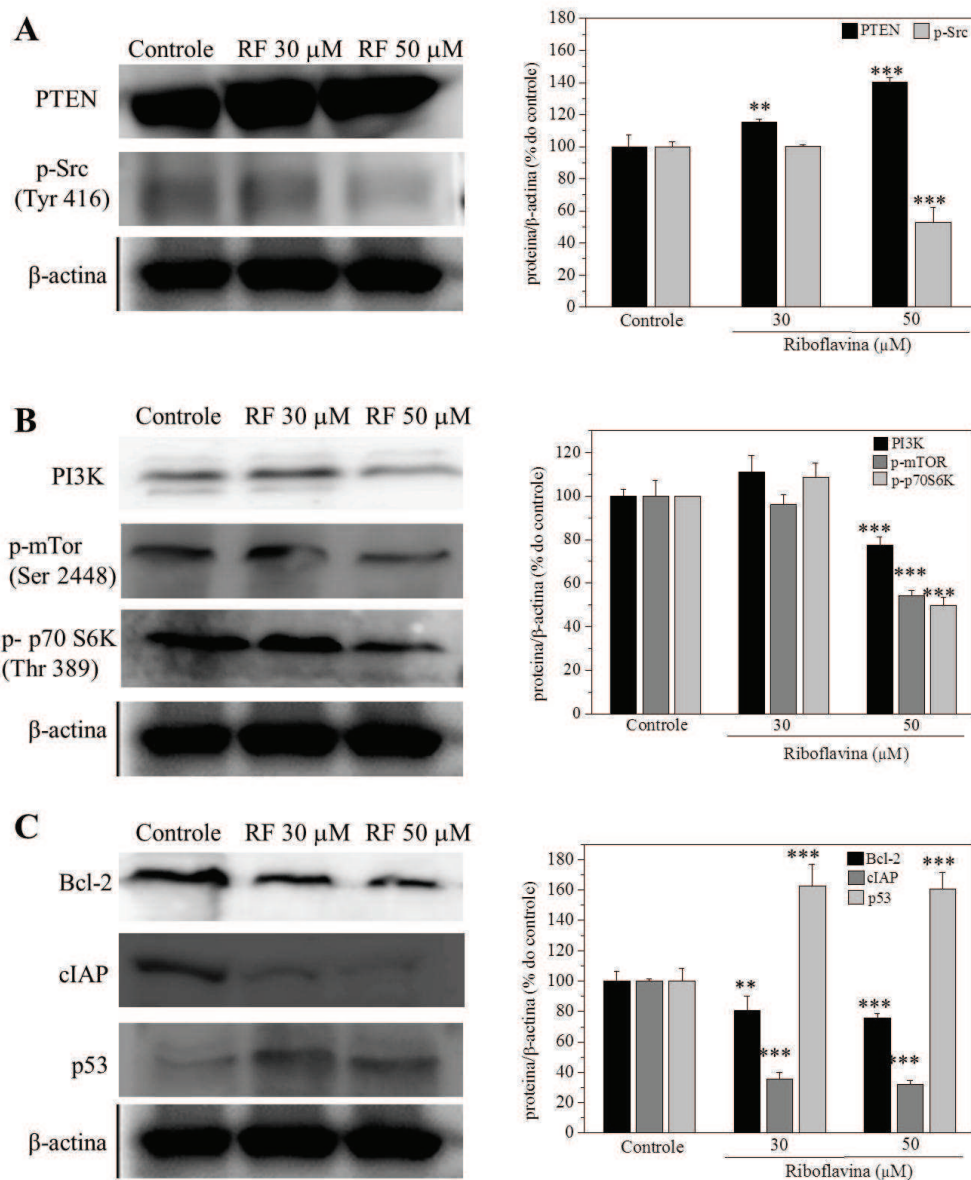 A
Controle RF 30 µM RF 50 µM
PTEN
p-Src
(Tyr 416)
β-actina
proteina/β-actina (% do controle)
180
160
140
120
100
80
60
40
20
0
PTEN p-Src
**
***
***
Controle 30 50
Riboflavina (µM)
B
Controle RF 30 µM RF 50 µM
PI3K
p-mTor
(Ser 2448)
p- p70 S6K
(Thr 389)
β-actina
proteina/β-actina (% do controle)
120
100
80
60
40
20
0
PI3K
p-mTOR
p-p70S6K
***
***
***
Controle 30 50
Riboflavina (µM)
C
Controle RF 30 µM RF 50 µM
Bcl-2
cIAP
p53
β-actina
proteina/β-actina (% do controle)
180
160
140
120
100
80
60
40
20
0
Bcl-2
cIAP
p53
**
***
***
***
***
***
Controle 30 50
Riboflavina (µM)